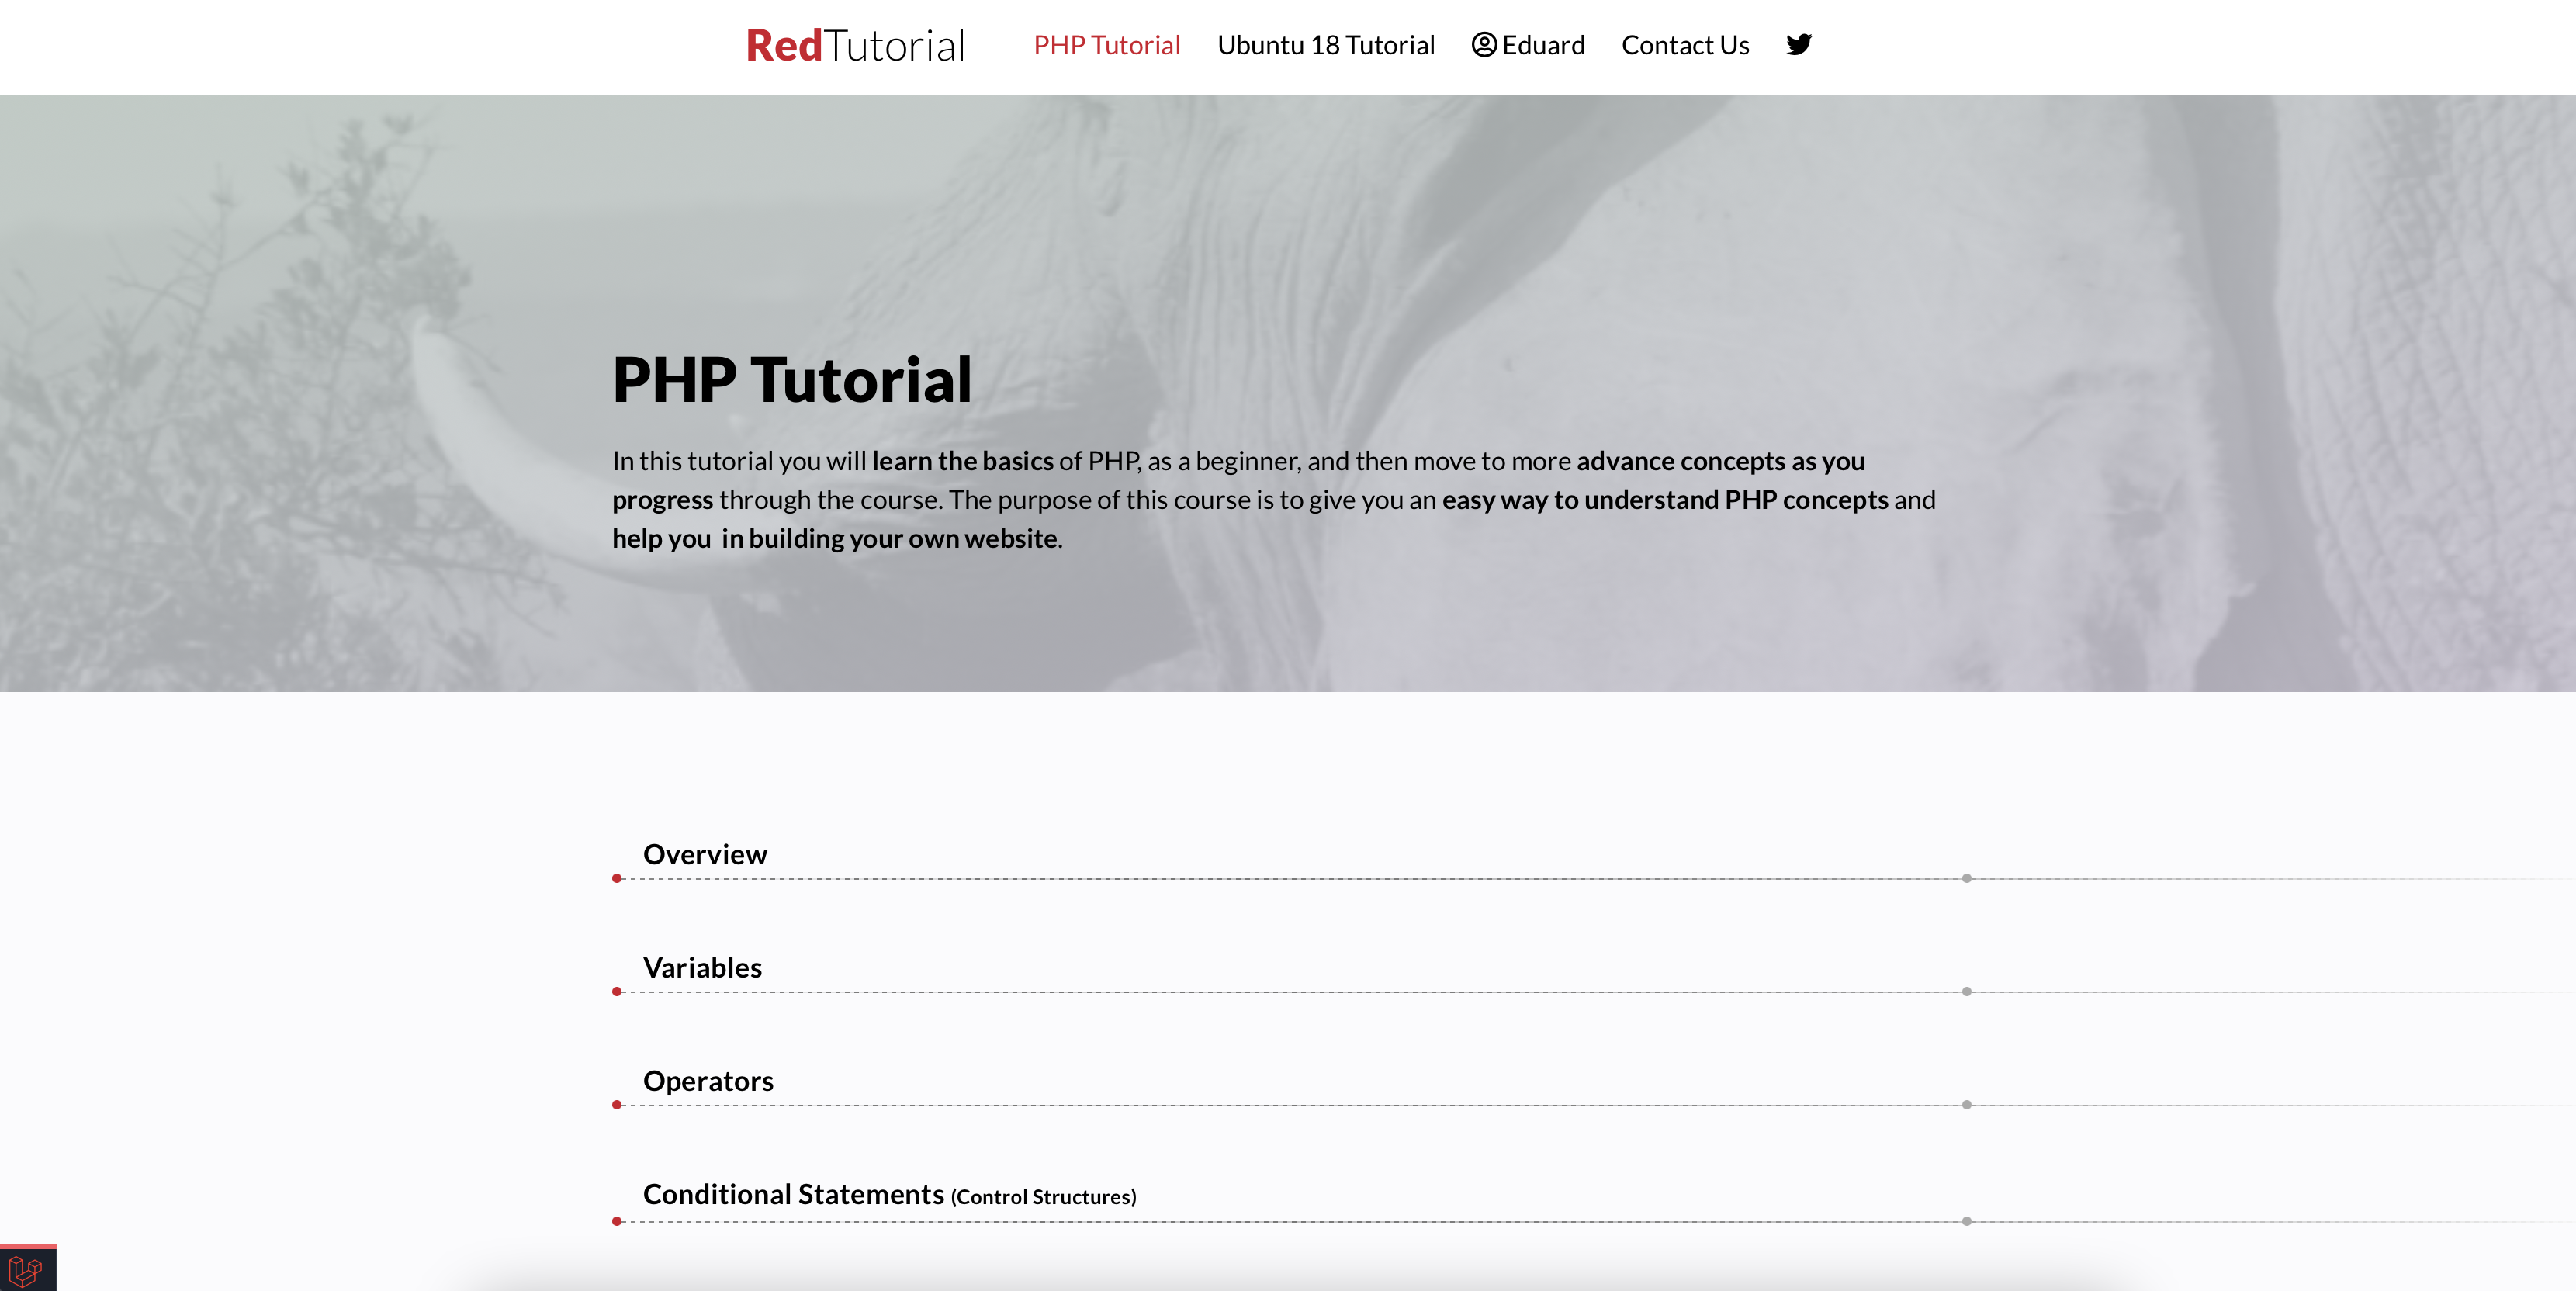 RedTutorial PHP Tutorial Ubuntu 18 Tutorial Eduard Contact Us
PHP Tutorial
In this tutorial you will learn the basics of PHP, as a beginner, and then move to more advance concepts as you
progress through the course. The purpose of this course is to give you an easy way to understand PHP concepts and
help you  in building your own website.
Overview
Variables
Operators
Conditional Statements (Control Structures)